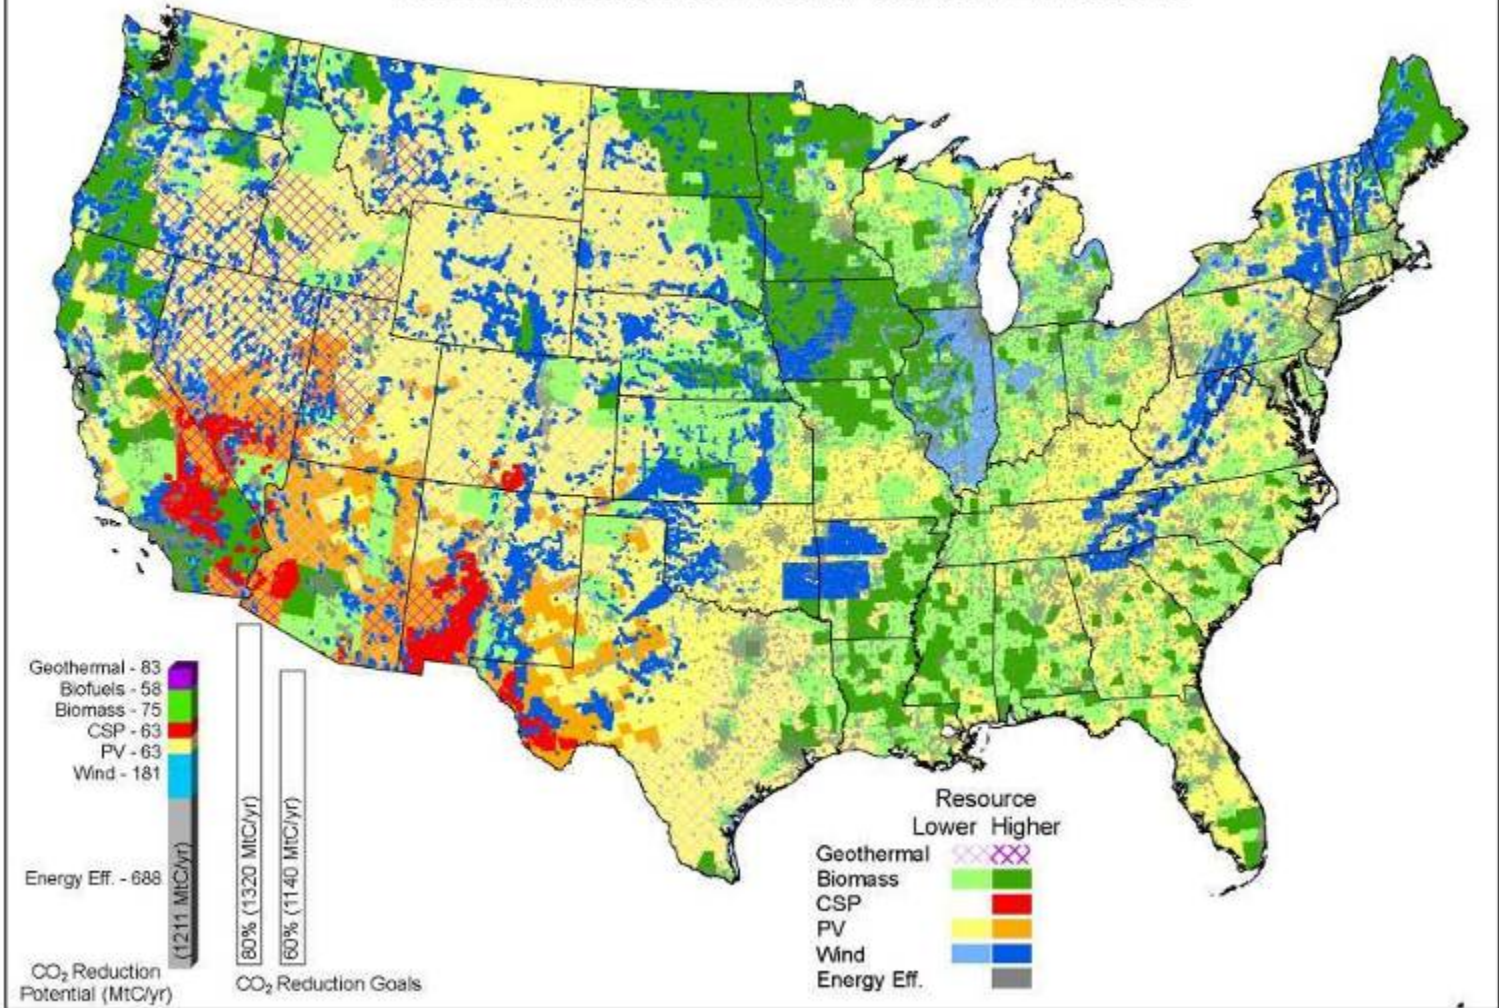 Geothermal - 83
Biofuels - 58
Biomass - 75
CSP - 63
PV - 63
Wind - 181
Energy Eff. - 688
(1211 MtC/yr)
CO₂ Reduction
Potential (MtC/yr)
80% (1320 MtC/yr)
60% (1140 MtC/yr)
CO₂ Reduction Goals
Resource
Lower Higher
Geothermal
Biomass
CSP
PV
Wind
Energy Eff.